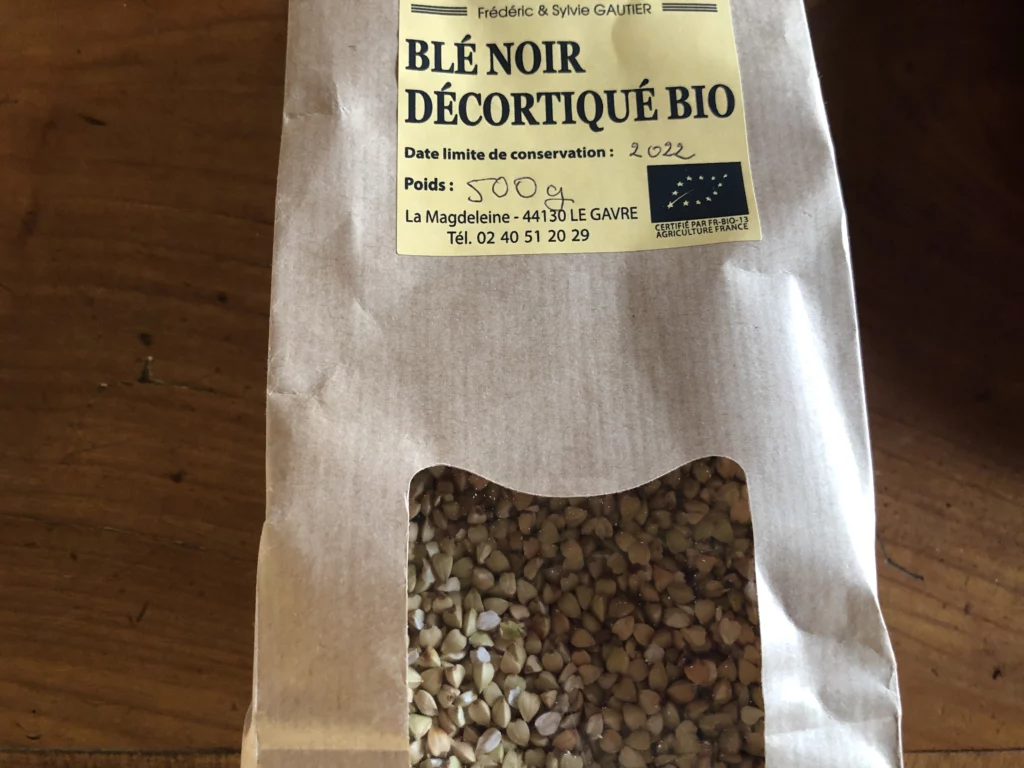 Frédéric & Sylvie GAUTIER
BLÉ NOIR
DÉCORTIQUÉ BIO
Date limite de conservation : 2022
Poids : 500g
La Magdeleine - 44130 LE GAVRE
Tél. 02 40 51 20 29
CERTIFIÉ PAR FR-BIO-13
AGRICULTURE FRANCE